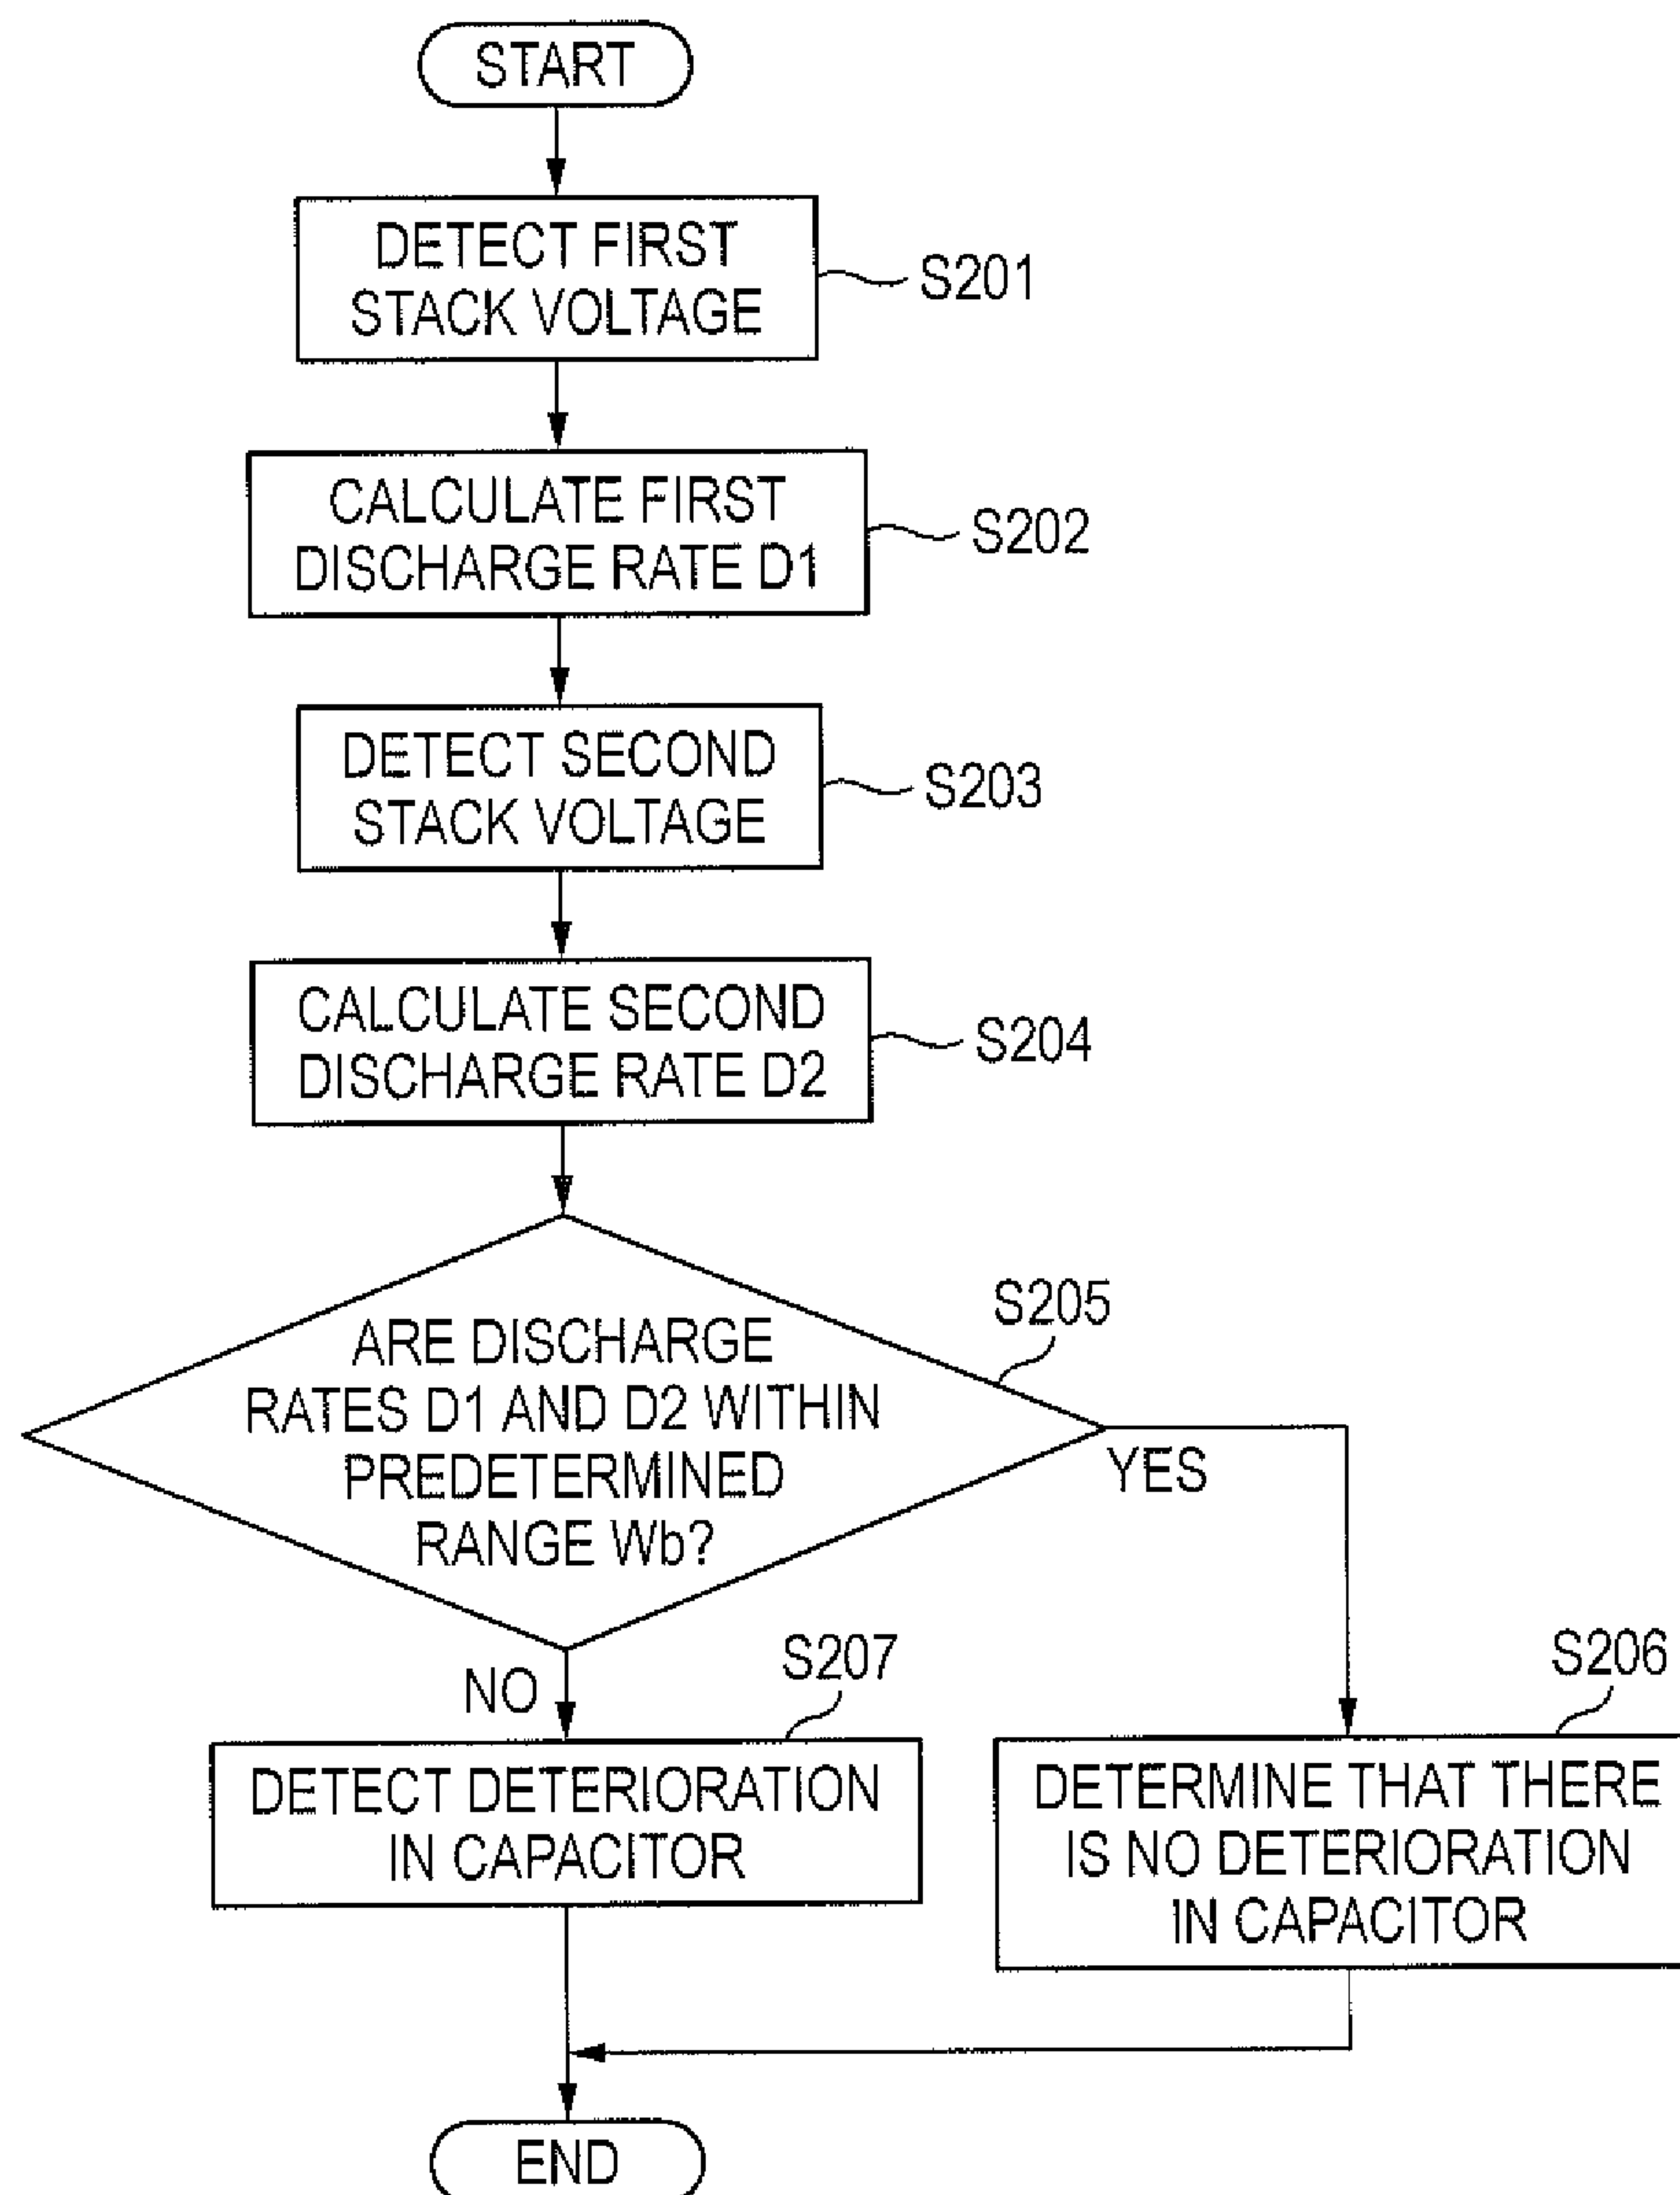 START
DETECT FIRST
STACK VOLTAGE
S201
CALCULATE FIRST
DISCHARGE RATE D1
S202
DETECT SECOND
STACK VOLTAGE
S203
CALCULATE SECOND
DISCHARGE RATE D2
S204
S205
ARE DISCHARGE
RATES D1 AND D2 WITHIN
PREDETERMINED
RANGE Wb?
YES
NO
S207
S206
DETECT DETERIORATION
IN CAPACITOR
DETERMINE THAT THERE
IS NO DETERIORATION
IN CAPACITOR
END